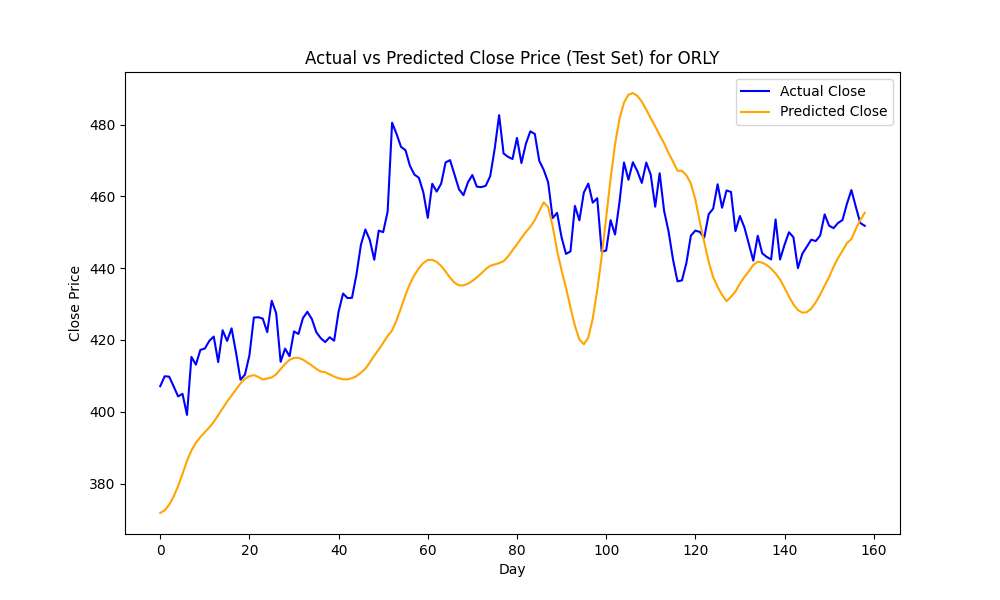 Actual vs Predicted Close Price (Test Set) for ORLY
Actual Close
Predicted Close
Close Price
480
460
440
420
400
380
0 20 40 60 80 100 120 140 160
Day